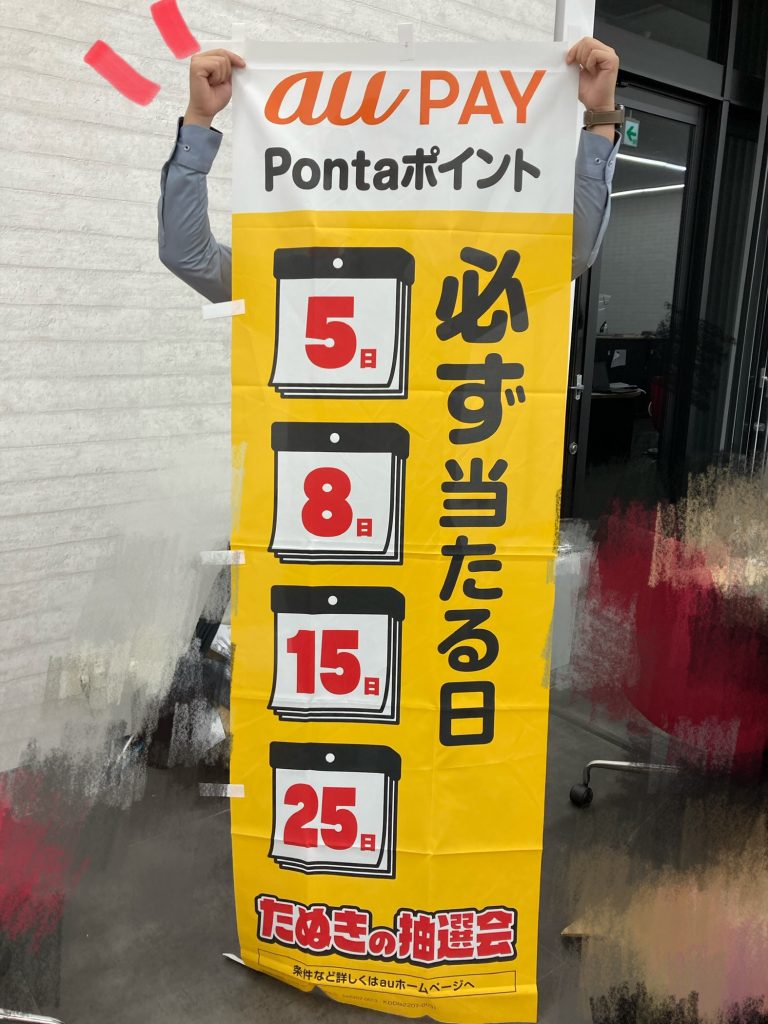 au PAY
Pontaポイント
必ず当たる日
5日
8日
15日
25日
たぬきの抽選会
条件など詳しくはauホームページへ